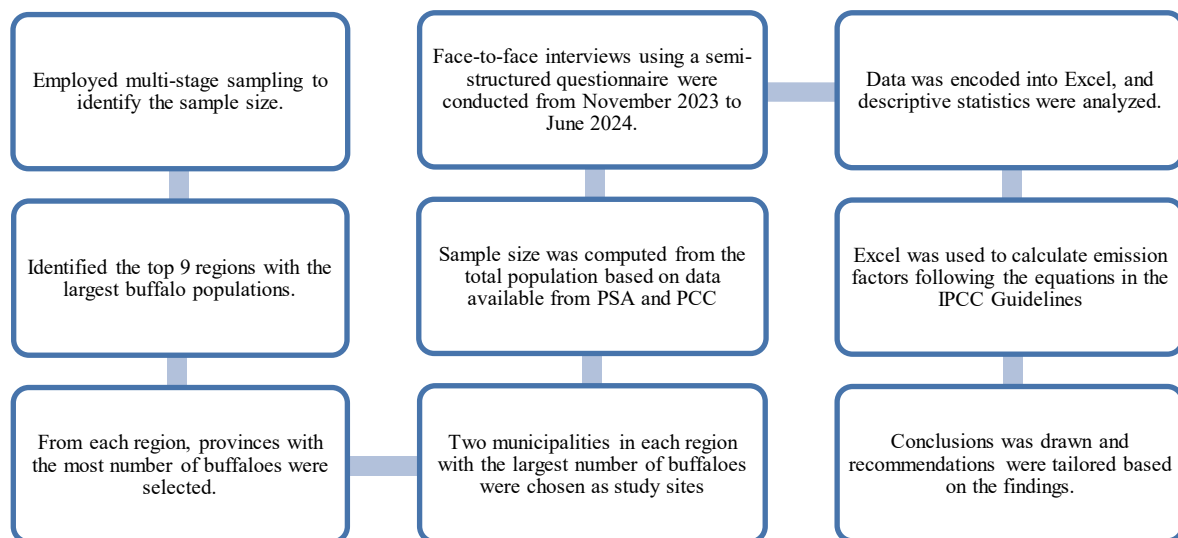 Employed multi-stage sampling to
identify the sample size.
Identified the top 9 regions with the
largest buffalo populations.
From each region, provinces with
the most number of buffaloes were
selected.
Two municipalities in each region
with the largest number of buffaloes
were chosen as study sites
Sample size was computed from the
total population based on data
available from PSA and PCC
Face-to-face interviews using a semi-
structured questionnaire were
conducted from November 2023 to
June 2024.
Data was encoded into Excel, and
descriptive statistics were analyzed.
Excel was used to calculate emission
factors following the equations in the
IPCC Guidelines
Conclusions was drawn and
recommendations were tailored based
on the findings.